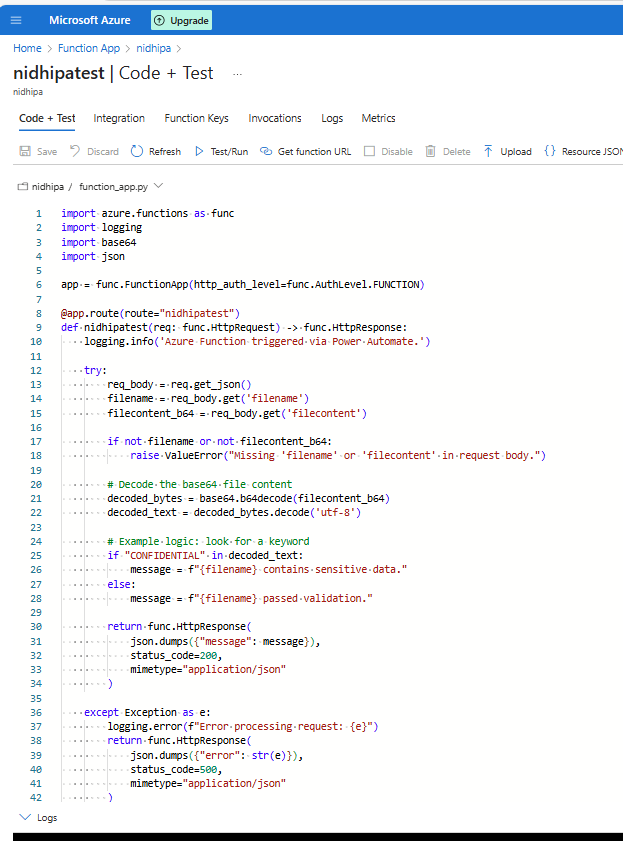 Microsoft Azure Upgrade
Home > Function App > nidhipa >
nidhipatest | Code + Test ...
nidhipa
Code + Test Integration Function Keys Invocations Logs Metrics
Save Discard Refresh Test/Run Get function URL Disable Delete Upload {} Resource JSON
nidhipa / function_app.py
1 import azure.functions as func
2 import logging
3 import base64
4 import json
5
6 app = func.FunctionApp(http_auth_level=func.AuthLevel.FUNCTION)
7
8 @app.route(route="nidhipatest")
9 def nidhipatest(req: func.HttpRequest) -> func.HttpResponse:
10     logging.info('Azure Function triggered via Power Automate.')
11
12     try:
13         req_body = req.get_json()
14         filename = req_body.get('filename')
15         filecontent_b64 = req_body.get('filecontent')
16
17         if not filename or not filecontent_b64:
18             raise ValueError("Missing 'filename' or 'filecontent' in request body.")
19
20         # Decode the base64 file content
21         decoded_bytes = base64.b64decode(filecontent_b64)
22         decoded_text = decoded_bytes.decode('utf-8')
23
24         # Example logic: look for a keyword
25         if "CONFIDENTIAL" in decoded_text:
26             message = f"{filename} contains sensitive data."
27         else:
28             message = f"{filename} passed validation."
29
30         return func.HttpResponse(
31             json.dumps({"message": message}),
32             status_code=200,
33             mimetype="application/json"
34         )
35
36     except Exception as e:
37         logging.error(f"Error processing request: {e}")
38         return func.HttpResponse(
39             json.dumps({"error": str(e)}),
40             status_code=500,
41             mimetype="application/json"
42         )
Logs